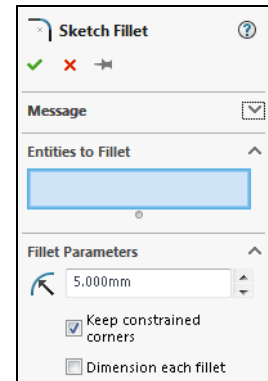 Sketch Fillet
Message
Entities to Fillet
Fillet Parameters
5.000mm
Keep constrained
corners
Dimension each fillet